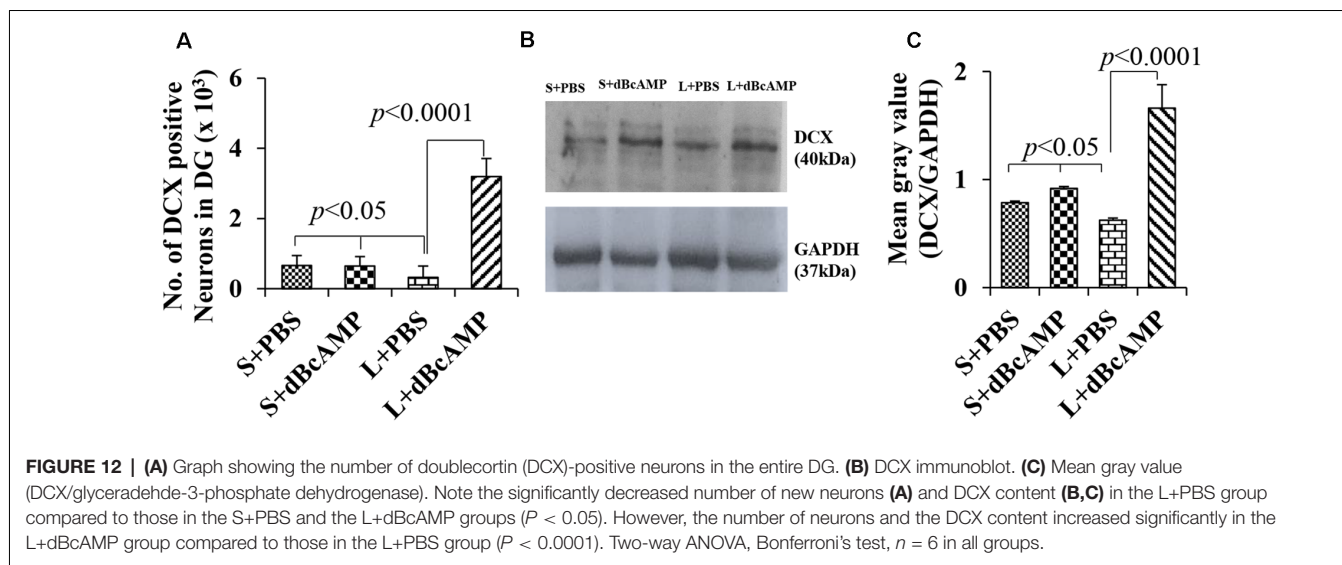 A
No. of DCX positive
Neurons in DG (x 10³)
6
4
2
0
p<0.0001
p<0.05
S+PBS
S+dBcAMP
L+PBS
L+dBcAMP
B
S+PBS S+dBcAMP L+PBS L+dBcAMP
DCX
(40kDa)
GAPDH
(37kDa)
C
Mean gray value
(DCX/GAPDH)
2
1
0
p<0.0001
p<0.05
S+PBS
S+dBcAMP
L+PBS
L+dBcAMP
FIGURE 12 | (A) Graph showing the number of doublecortin (DCX)-positive neurons in the entire DG. (B) DCX immunoblot. (C) Mean gray value
(DCX/glyceradehde-3-phosphate dehydrogenase). Note the significantly decreased number of new neurons (A) and DCX content (B,C) in the L+PBS group
compared to those in the S+PBS and the L+dBcAMP groups (P < 0.05). However, the number of neurons and the DCX content increased significantly in the
L+dBcAMP group compared to those in the L+PBS group (P < 0.0001). Two-way ANOVA, Bonferroni's test, n = 6 in all groups.